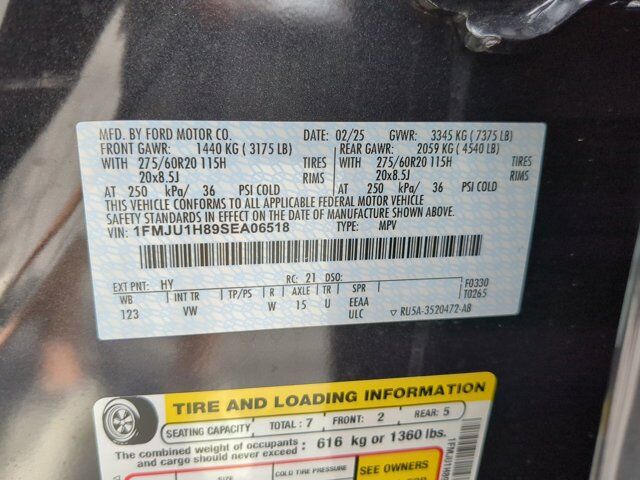 MFD. BY FORD MOTOR CO. DATE: 02/25 GVWR: 3345 KG ( 7375 LB)
FRONT GAWR: 1440 KG ( 3175 LB) REAR GAWR: 2059 KG ( 4540 LB)
WITH 275/60R20 115H TIRES WITH 275/60R20 115H TIRES
20x8.5J RIMS 20x8.5J RIMS
AT 250 kPa/ 36 PSI COLD AT 250 kPa/ 36 PSI COLD
THIS VEHICLE CONFORMS TO ALL APPLICABLE FEDERAL MOTOR VEHICLE
SAFETY STANDARDS IN EFFECT ON THE DATE OF MANUFACTURE SHOWN ABOVE.
VIN: 1FMJU1H89SEA06518 TYPE: MPV
EXT PNT: HY RC: 21 DSO: F0330
WB INT TR TP/PS R AXLE TR SPR T0265
123 VW W 15 U EEAA
ULC ▽ RU5A-3520472-AB
TIRE AND LOADING INFORMATION
SEATING CAPACITY TOTAL : 7 FRONT: 2 REAR: 5
The combined weight of occupants
and cargo should never exceed : 616 kg or 1360 lbs.
SIZE COLD TIRE PRESSURE SEE OWNERS